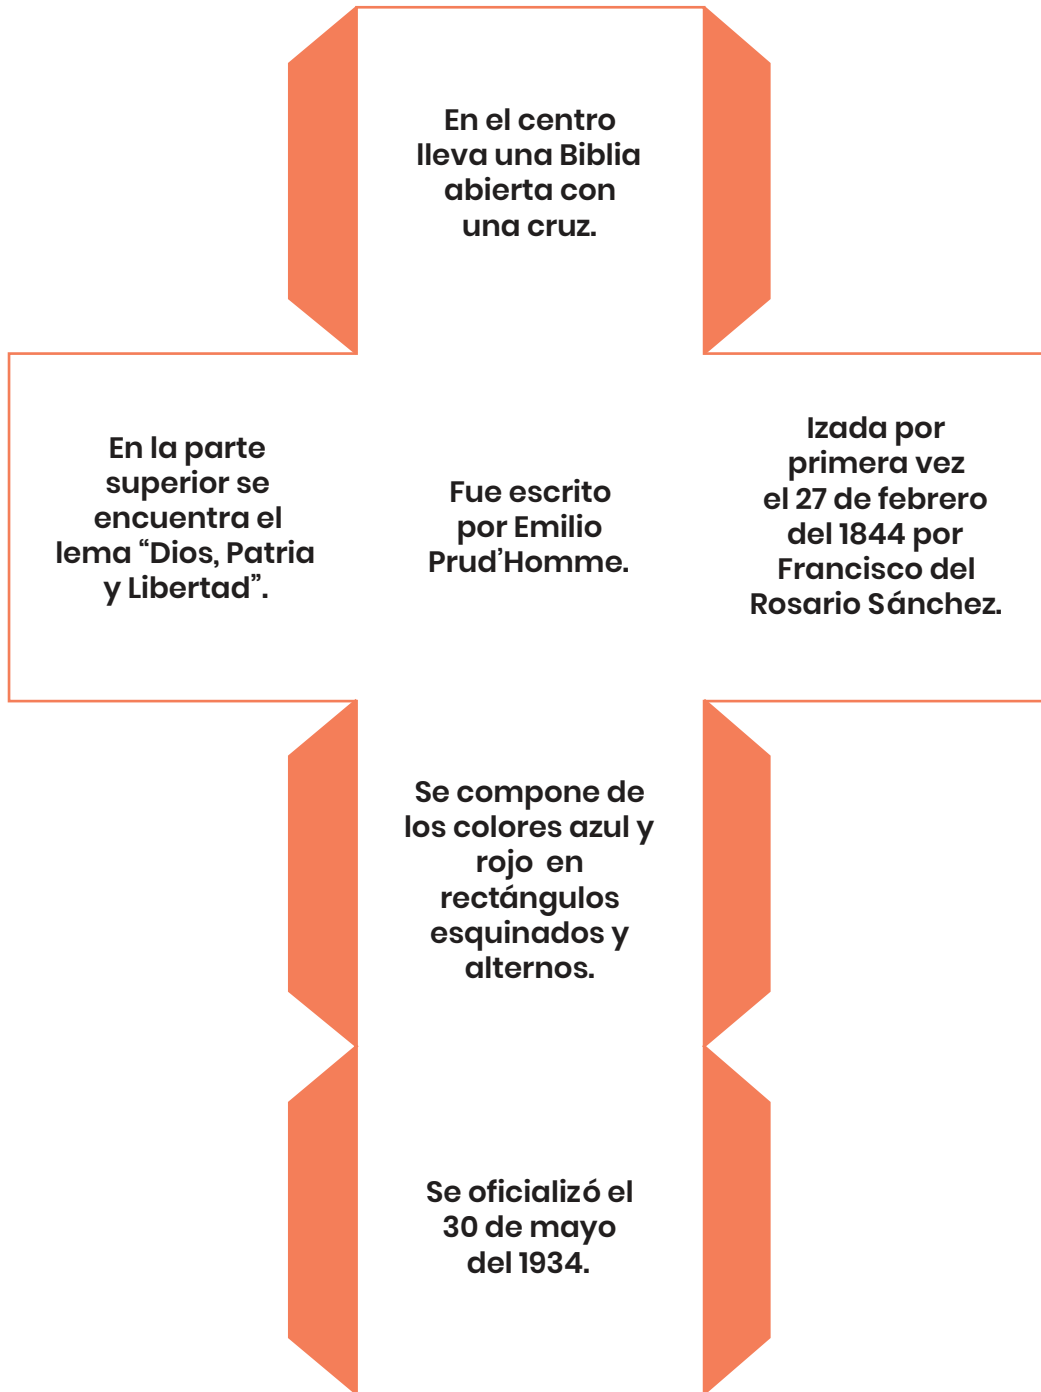 En el centro
lleva una Biblia
abierta con
una cruz.
En la parte
superior se
encuentra el
lema “Dios, Patria
y Libertad”.
Fue escrito
por Emilio
Prud’Homme.
Izada por
primera vez
el 27 de febrero
del 1844 por
Francisco del
Rosario Sánchez.
Se compone de
los colores azul y
rojo en
rectángulos
esquinados y
alternos.
Se oficializó el
30 de mayo
del 1934.